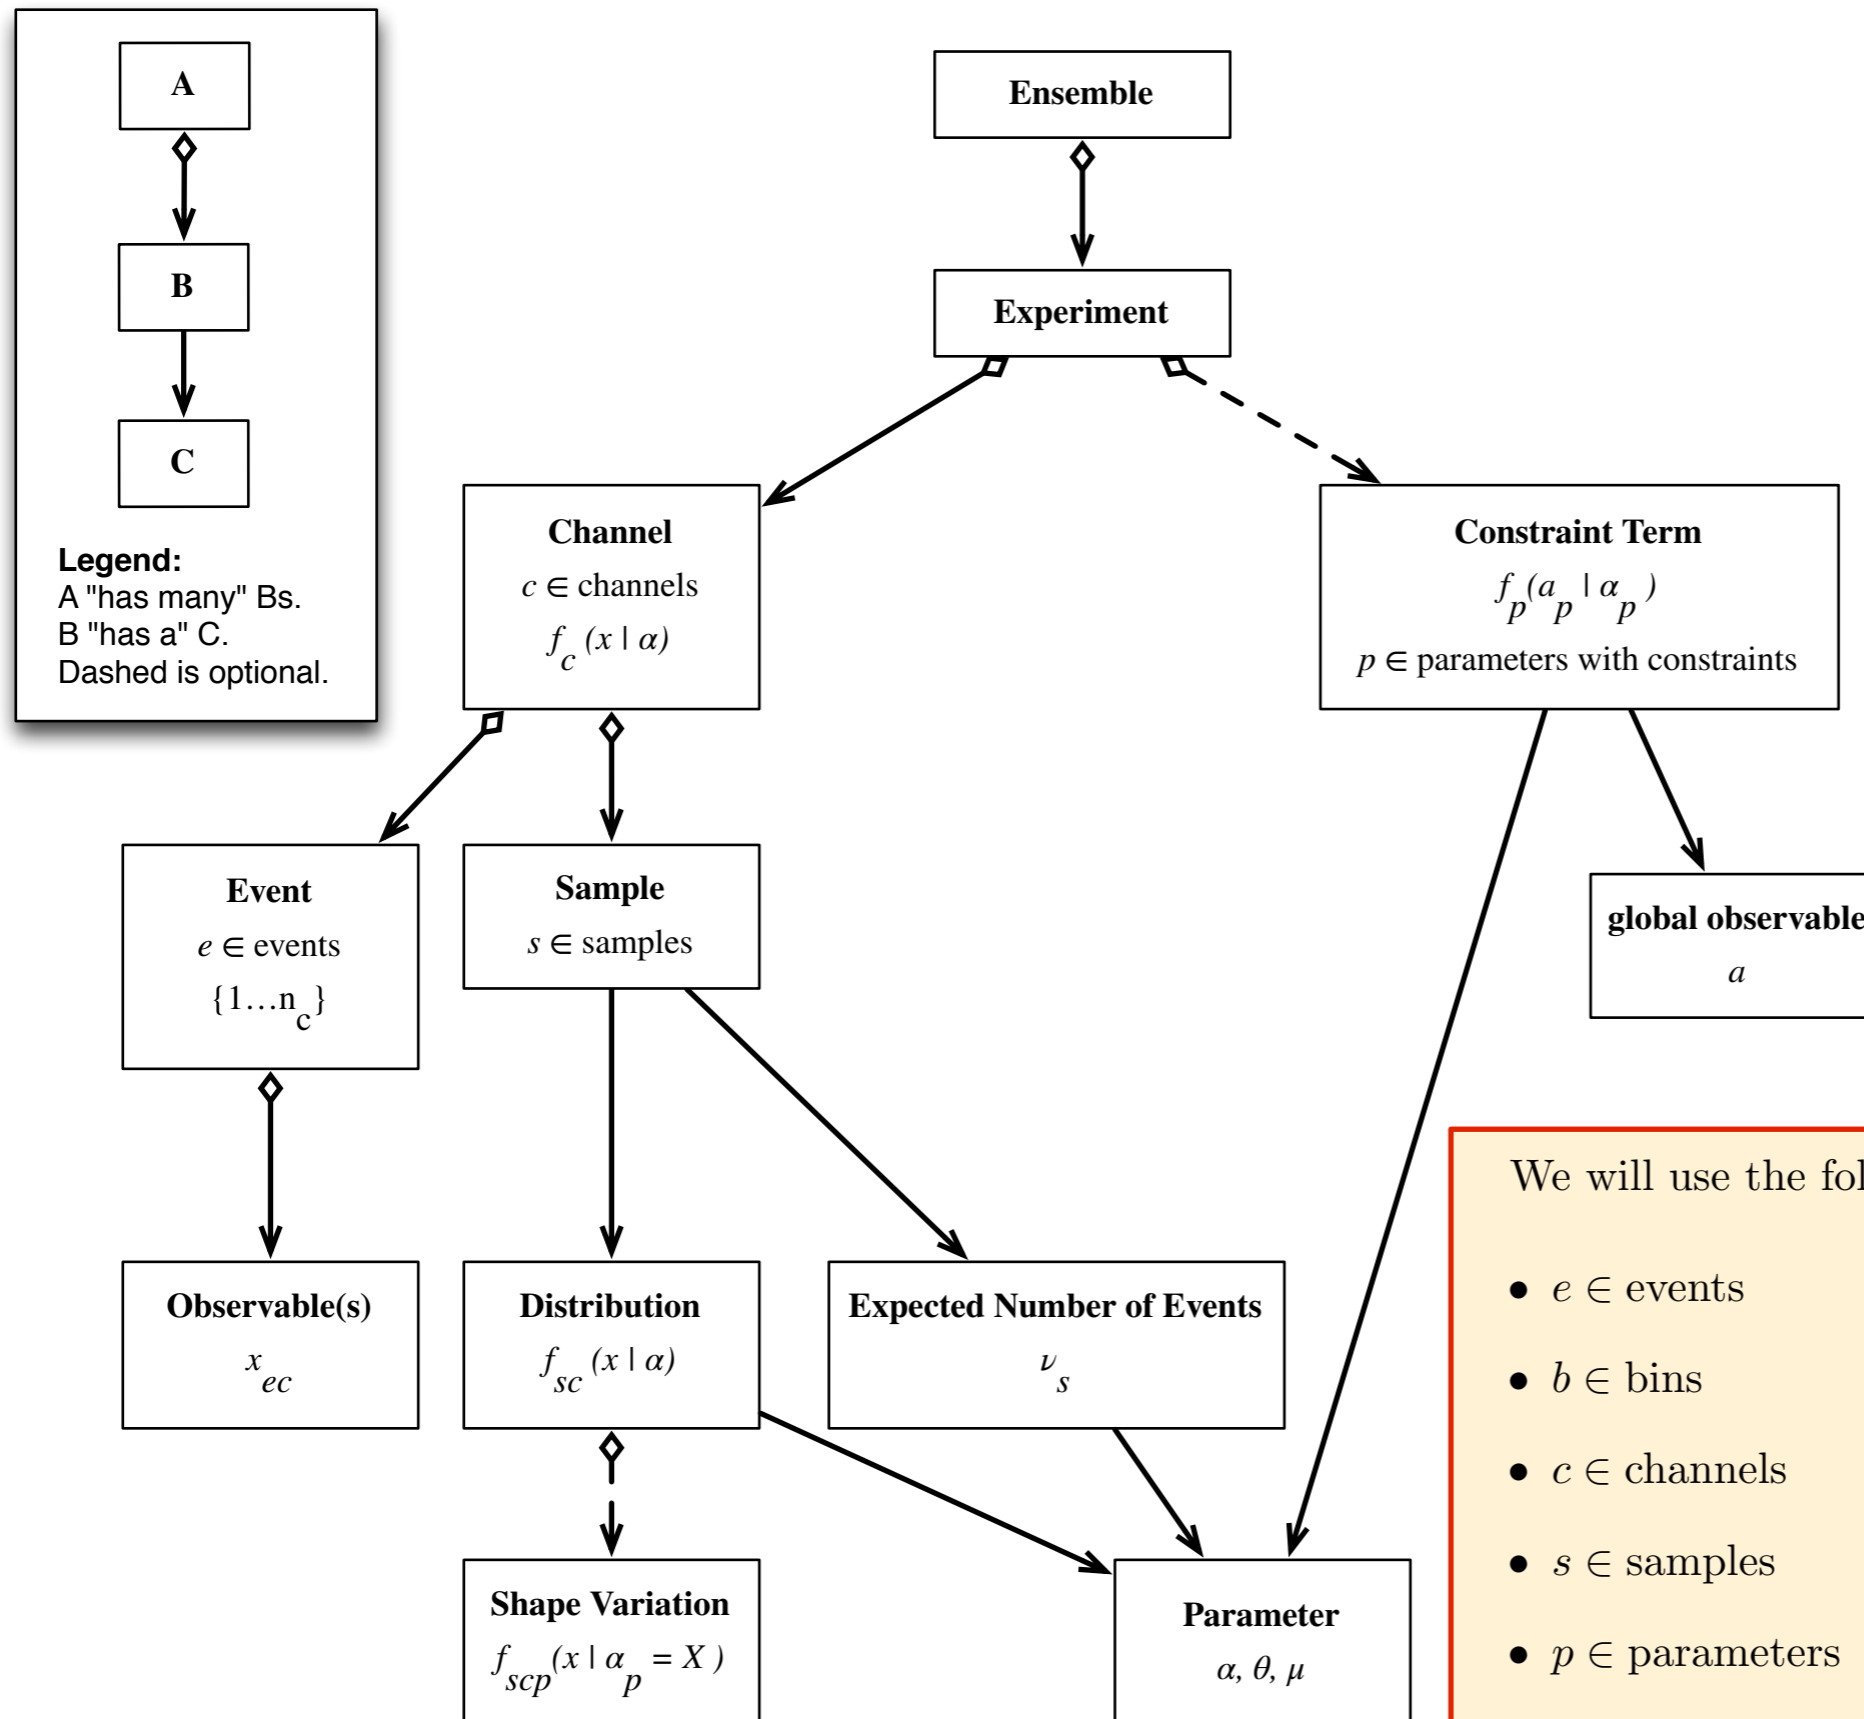 A
B
C
Legend:
A "has many" Bs.
B "has a" C.
Dashed is optional.
Ensemble
Experiment
Channel
c ∈ channels
f_c (x | α)
Constraint Term
f_p(a_p | α_p )
p ∈ parameters with constraints
Event
e ∈ events
{1…n_c}
Sample
s ∈ samples
global observable
a
Observable(s)
x_ec
Distribution
f_sc (x | α)
Expected Number of Events
ν_s
Shape Variation
f_scp(x | α_p = X )
Parameter
α, θ, μ
We will use the fol
• e ∈ events
• b ∈ bins
• c ∈ channels
• s ∈ samples
• p ∈ parameters